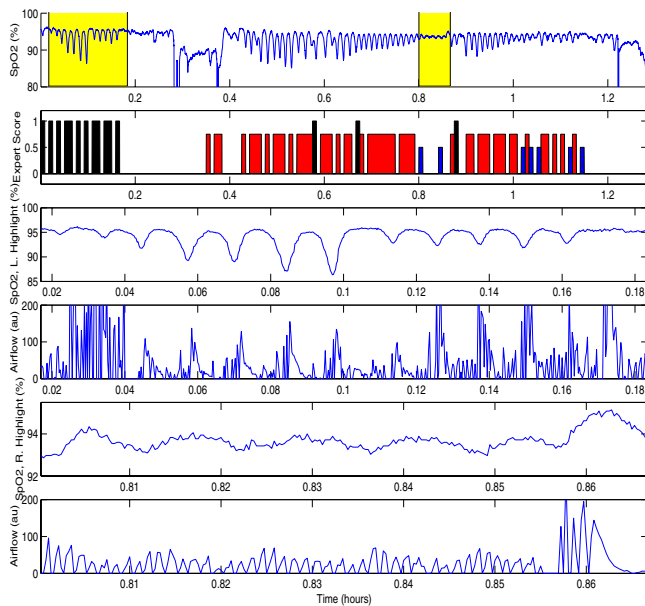 SpO2 (%)
100
90
80
0.2 0.4 0.6 0.8 1 1.2
Expert Score
1
0.5
0
0.2 0.4 0.6 0.8 1 1.2
SpO2, L. Highlight (%)
100
95
90
85
0.02 0.04 0.06 0.08 0.1 0.12 0.14 0.16 0.18
Airflow (au)
200
100
0
0.02 0.04 0.06 0.08 0.1 0.12 0.14 0.16 0.18
SpO2, R. Highlight (%)
94
92
0.81 0.82 0.83 0.84 0.85 0.86
Airflow (au)
200
100
0
0.81 0.82 0.83 0.84 0.85 0.86
Time (hours)